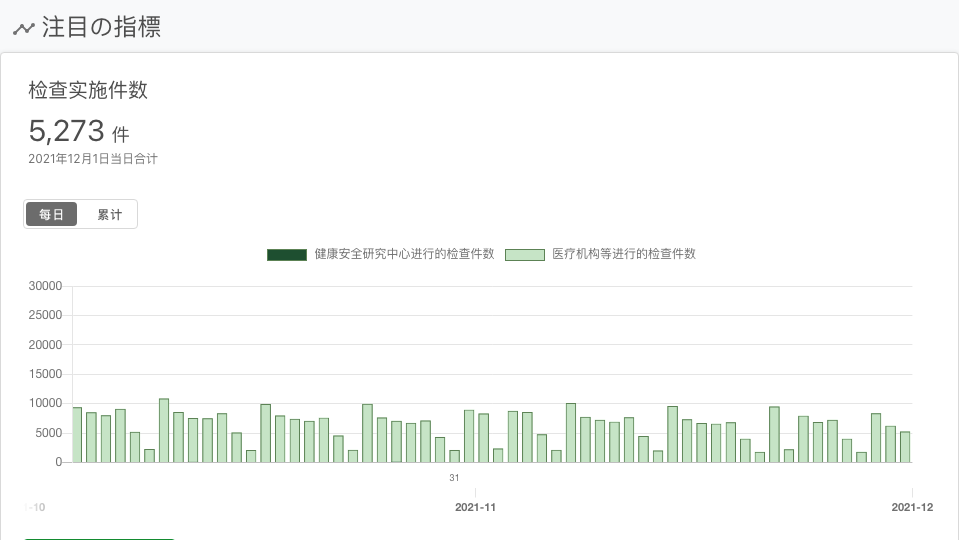 注目の指標
检查实施件数
5,273 件
2021年12月1日当日合计
每日 累计
健康安全研究中心进行的检查件数 医疗机构等进行的检查件数
30000
25000
20000
15000
10000
5000
0
31
-10 2021-11 2021-12